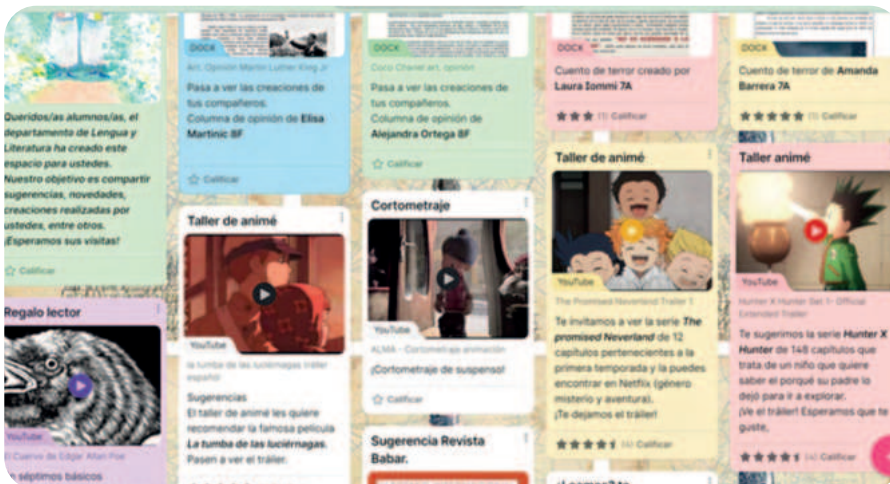 Queridos/as alumnos/as, el
departamento de Lengua y
Literatura ha creado este
espacio para ustedes.
Nuestro objetivo es compartir
sugerencias, novedades,
creaciones realizadas por
ustedes, entre otros.
¡Esperamos sus visitas!
Calificar
Regalo lector
YouTube
El Cuervo de Edgar Allan Poe
séptimos básicos
DOCX
Art. Opinión Martin Luther King Jr
Pasa a ver las creaciones de
tus compañeros.
Columna de opinión de Elisa
Martinic 8F
Calificar
Taller de animé
YouTube
la tumba de las luciérnagas tráiler
español
Sugerencias
El taller de animé les quiere
recomendar la famosa película
La tumba de las luciérnagas.
Pasen a ver el tráiler.
DOCX
Coco Chanel art. opinión
Pasa a ver las creaciones de
tus compañeros.
Columna de opinión de
Alejandra Ortega 8F
Calificar
Cortometraje
YouTube
ALMA - Cortometraje animación
¡Cortometraje de suspenso!
Calificar
Sugerencia Revista
Babar.
DOCX
Cuento de terror creado por
Laura Iommi 7A
(1) Calificar
Taller de animé
YouTube
The Promised Neverland Trailer 1
Te invitamos a ver la serie The
promised Neverland de 12
capítulos pertenecientes a la
primera temporada y la puedes
encontrar en Netflix (género
misterio y aventura).
¡Te dejamos el tráiler!
(4) Calificar
DOCX
Cuento de terror de Amanda
Barrera 7A
(1) Calificar
Taller animé
YouTube
Hunter X Hunter Set 1- Official
Extended Trailer
Te sugerimos la serie Hunter X
Hunter de 148 capítulos que
trata de un niño que quiere
saber el porqué su padre lo
dejó para ir a explorar.
¡Ve el tráiler! Esperamos que te
guste.
(4) Calificar